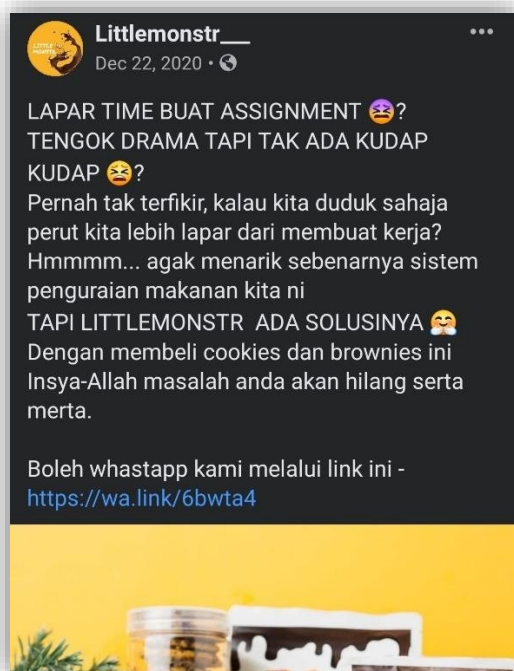 Littlemonstr___
Dec 22, 2020 •
LAPAR TIME BUAT ASSIGNMENT 😫?
TENGOK DRAMA TAPI TAK ADA KUDAP
KUDAP 😫?
Pernah tak terfikir, kalau kita duduk sahaja
perut kita lebih lapar dari membuat kerja?
Hmmmm... agak menarik sebenarnya sistem
penguraian makanan kita ni
TAPI LITTLEMONSTR ADA SOLUSINYA 🤗
Dengan membeli cookies dan brownies ini
Insya-Allah masalah anda akan hilang serta
merta.
Boleh whastapp kami melalui link ini -
https://wa.link/6bwta4